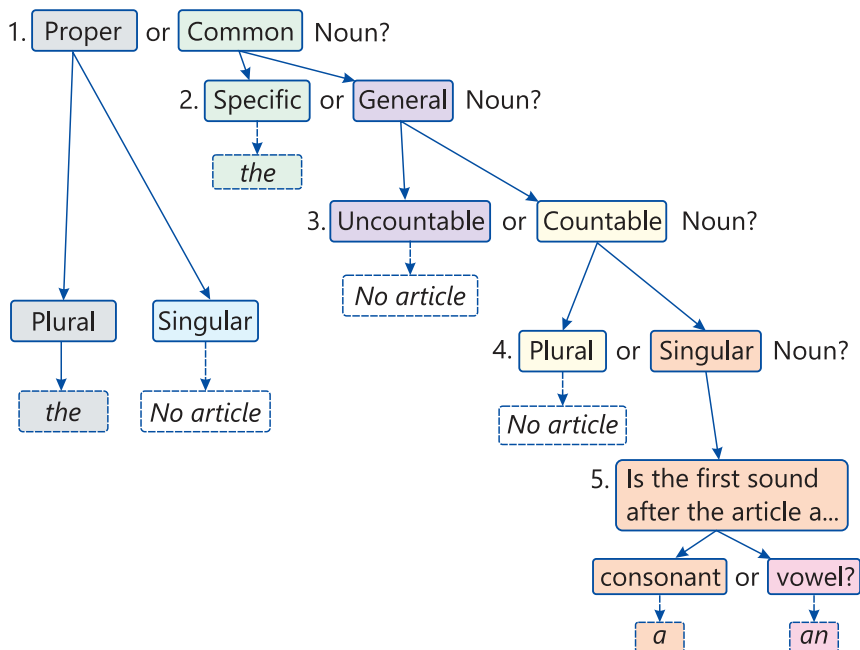 1. Proper or Common Noun?
2. Specific or General Noun?
the
3. Uncountable or Countable Noun?
No article
Plural Singular
4. Plural or Singular Noun?
the No article
No article
5. Is the first sound
after the article a...
consonant or vowel?
a an